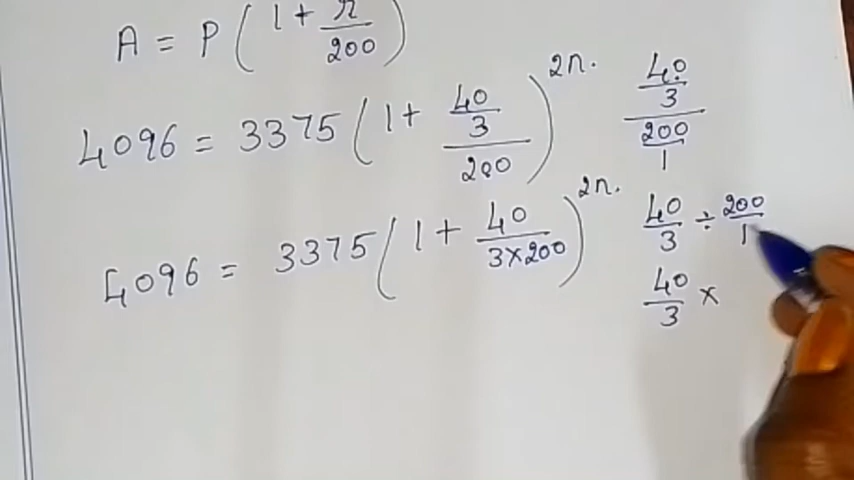 A = P(1 + r/200)
4096 = 3375(1 + 40/3/200)^2n.
4096 = 3375(1 + 40/3×200)^2n.
40/3/200/1
40/3 ÷ 200/1
40/3 ×